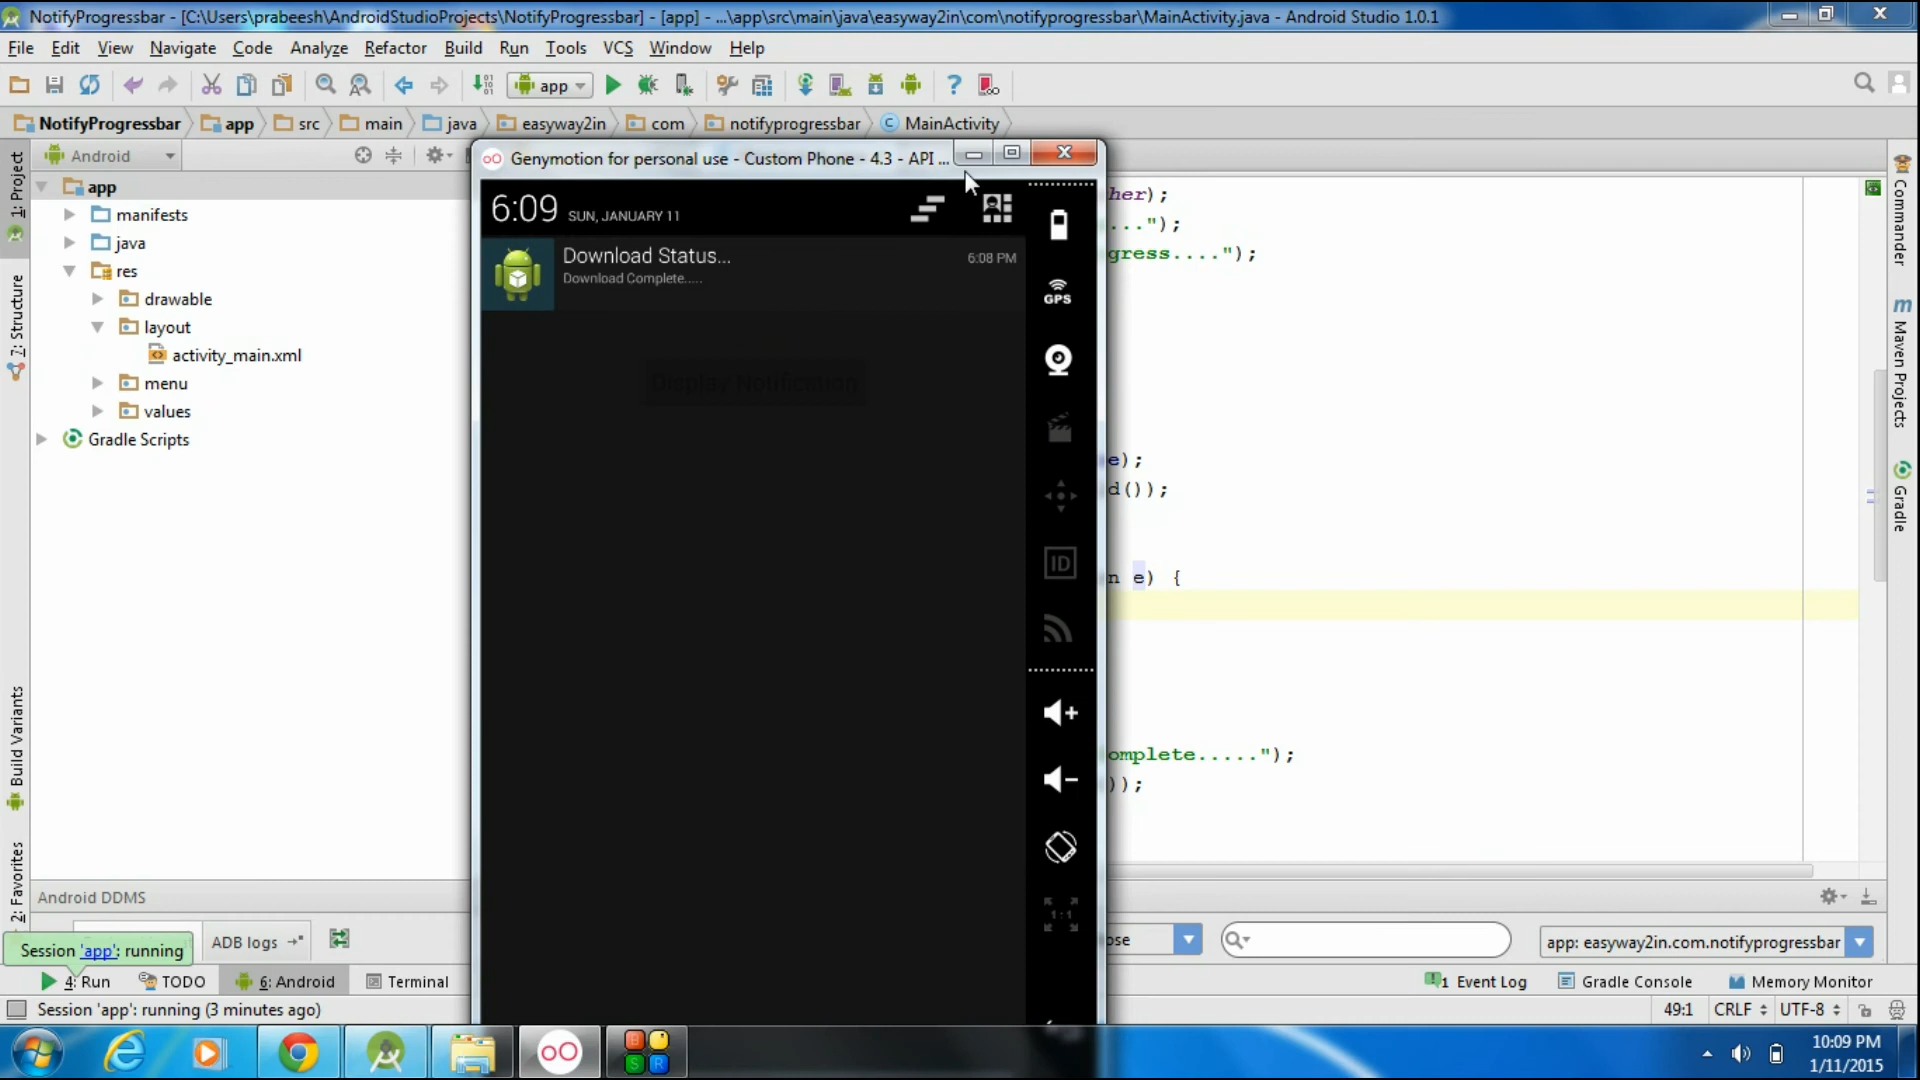 NotifyProgressbar - [C:\Users\prabeesh\AndroidStudioProjects\NotifyProgressbar] - [app] - ...\app\src\main\java\easyway2in\com\notifyprogressbar\MainActivity.java - Android Studio 1.0.1
File Edit View Navigate Code Analyze Refactor Build Run Tools VCS Window Help
app
NotifyProgressbar app src main java easyway2in com notifyprogressbar MainActivity
1: Project
7: Structure
Build Variants
2: Favorites
Android
app
manifests
java
res
drawable
layout
activity_main.xml
menu
values
Gradle Scripts
Genymotion for personal use - Custom Phone - 4.3 - API ...
6:09 SUN, JANUARY 11
Download Status...
6:08 PM
Download Complete.....
Display Notification
GPS
ID
1:1
her);
...");
gress....");
e);
d());
n e) {
omplete.....");
));
Commander
Maven Projects
Gradle
Android DDMS
ADB logs
ose
app: easyway2in.com.notifyprogressbar
Session 'app': running
4: Run TODO 6: Android Terminal
1 Event Log Gradle Console Memory Monitor
Session 'app': running (3 minutes ago)
49:1 CRLF UTF-8
10:09 PM
1/11/2015